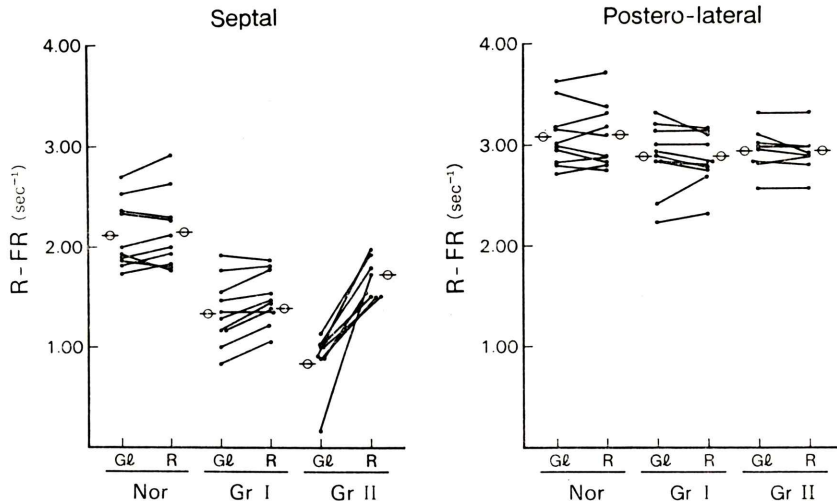 Septal
4.00
3.00
2.00
1.00
R-FR (sec⁻¹)
Gℓ R Gℓ R Gℓ R
Nor Gr I Gr II
Postero-lateral
4.00
3.00
2.00
1.00
R-FR (sec⁻¹)
Gℓ R Gℓ R Gℓ R
Nor Gr I Gr II